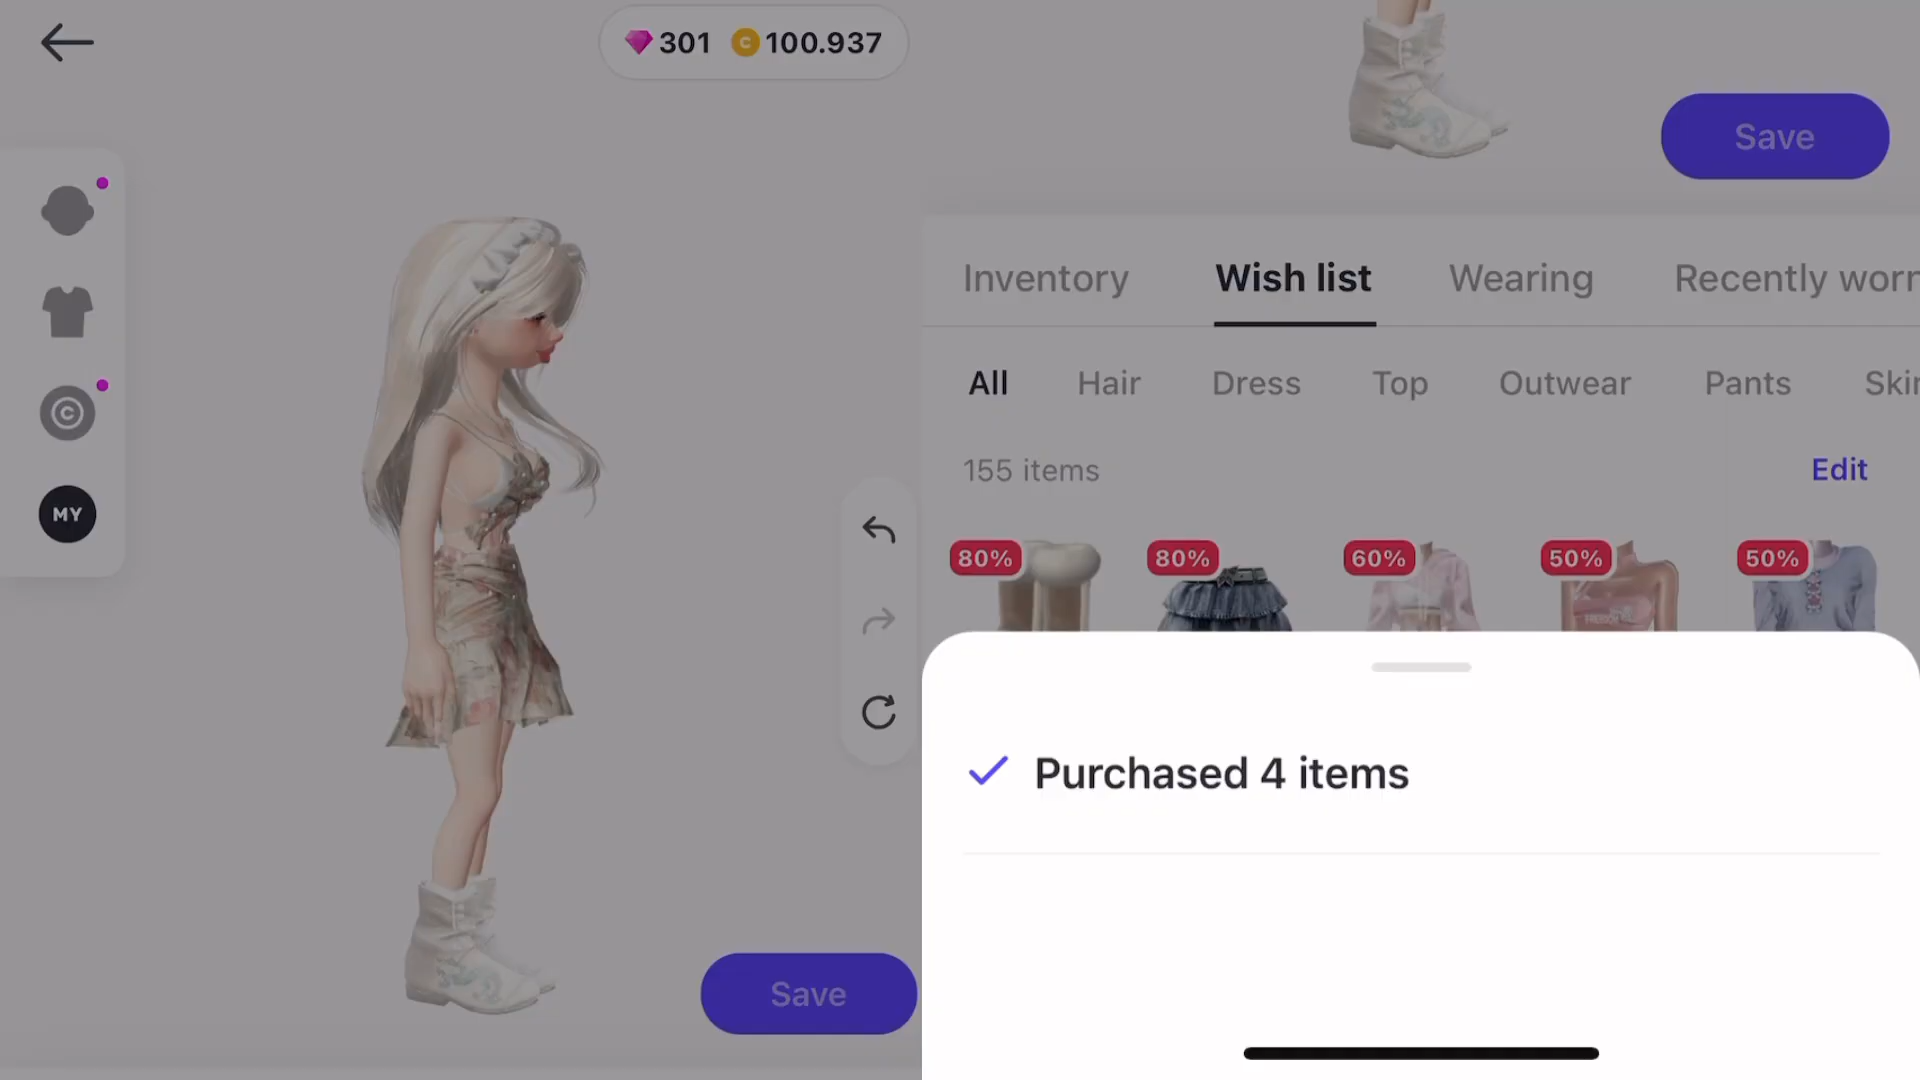 301 C 100.937
MY
Save
Save
Inventory Wish list Wearing Recently worn
All Hair Dress Top Outwear Pants Skir
155 items Edit
80% 80% 60% 50% 50%
Purchased 4 items